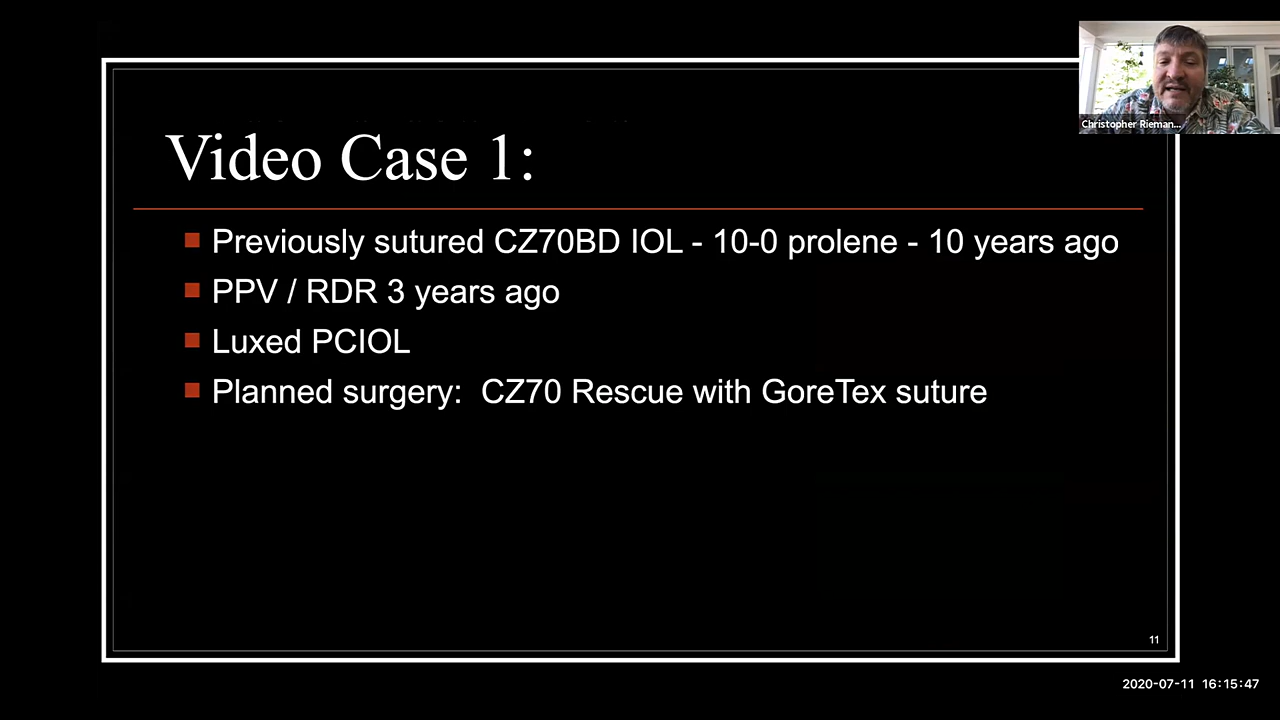 Christopher Rieman...
Video Case 1:
Previously sutured CZ70BD IOL - 10-0 prolene - 10 years ago
PPV / RDR 3 years ago
Luxed PCIOL
Planned surgery: CZ70 Rescue with GoreTex suture
11
2020-07-11 16:15:47